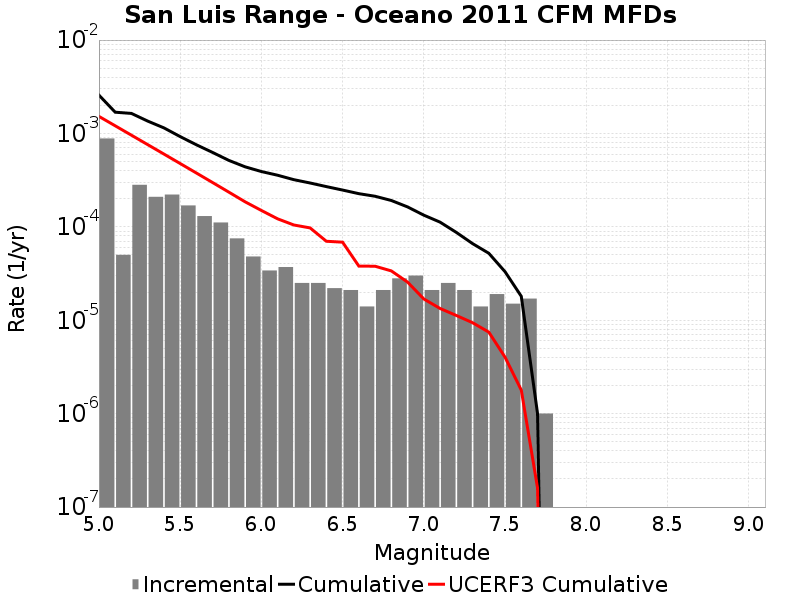 San Luis Range - Oceano 2011 CFM MFDs
10-2
10-3
10-4
10-5
10-6
10-7
Rate (1/yr)
5.0 5.5 6.0 6.5 7.0 7.5 8.0 8.5 9.0
Magnitude
Incremental Cumulative UCERF3 Cumulative